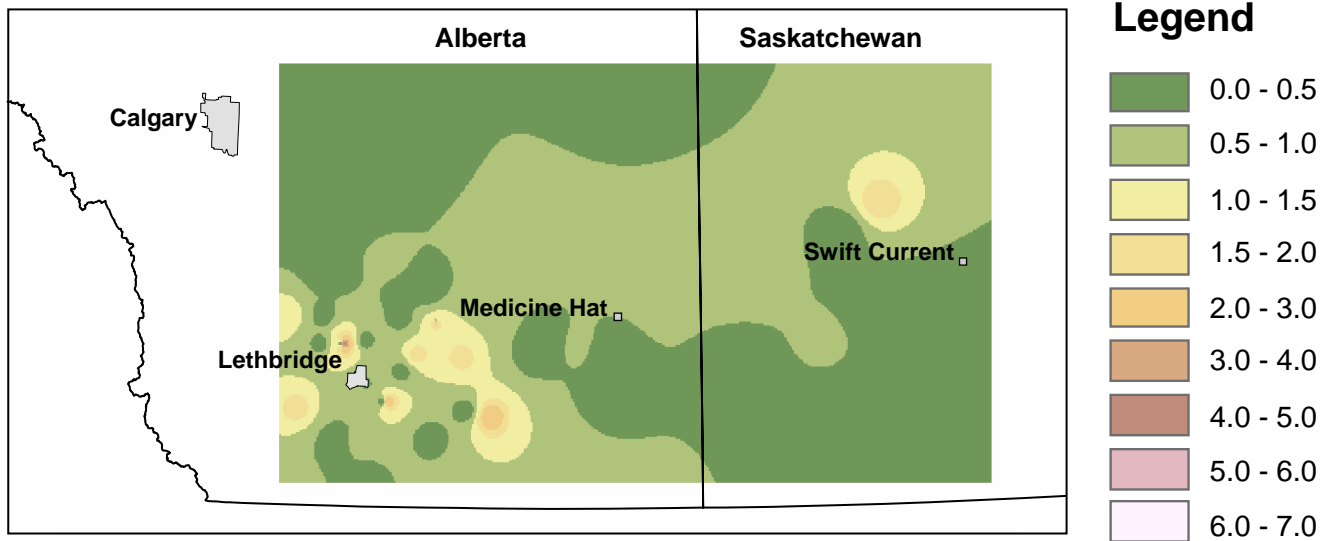 Legend
Alberta
Saskatchewan
Calgary
Swift Current
Medicine Hat
Lethbridge
0.0 - 0.5
0.5 - 1.0
1.0 - 1.5
1.5 - 2.0
2.0 - 3.0
3.0 - 4.0
4.0 - 5.0
5.0 - 6.0
6.0 - 7.0